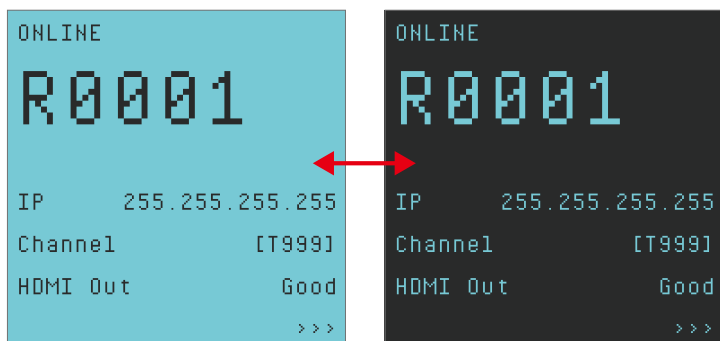 ONLINE
R0001
IP 255.255.255.255
Channel [T999]
HDMI Out Good
>>>
ONLINE
R0001
IP 255.255.255.255
Channel [T999]
HDMI Out Good
>>>